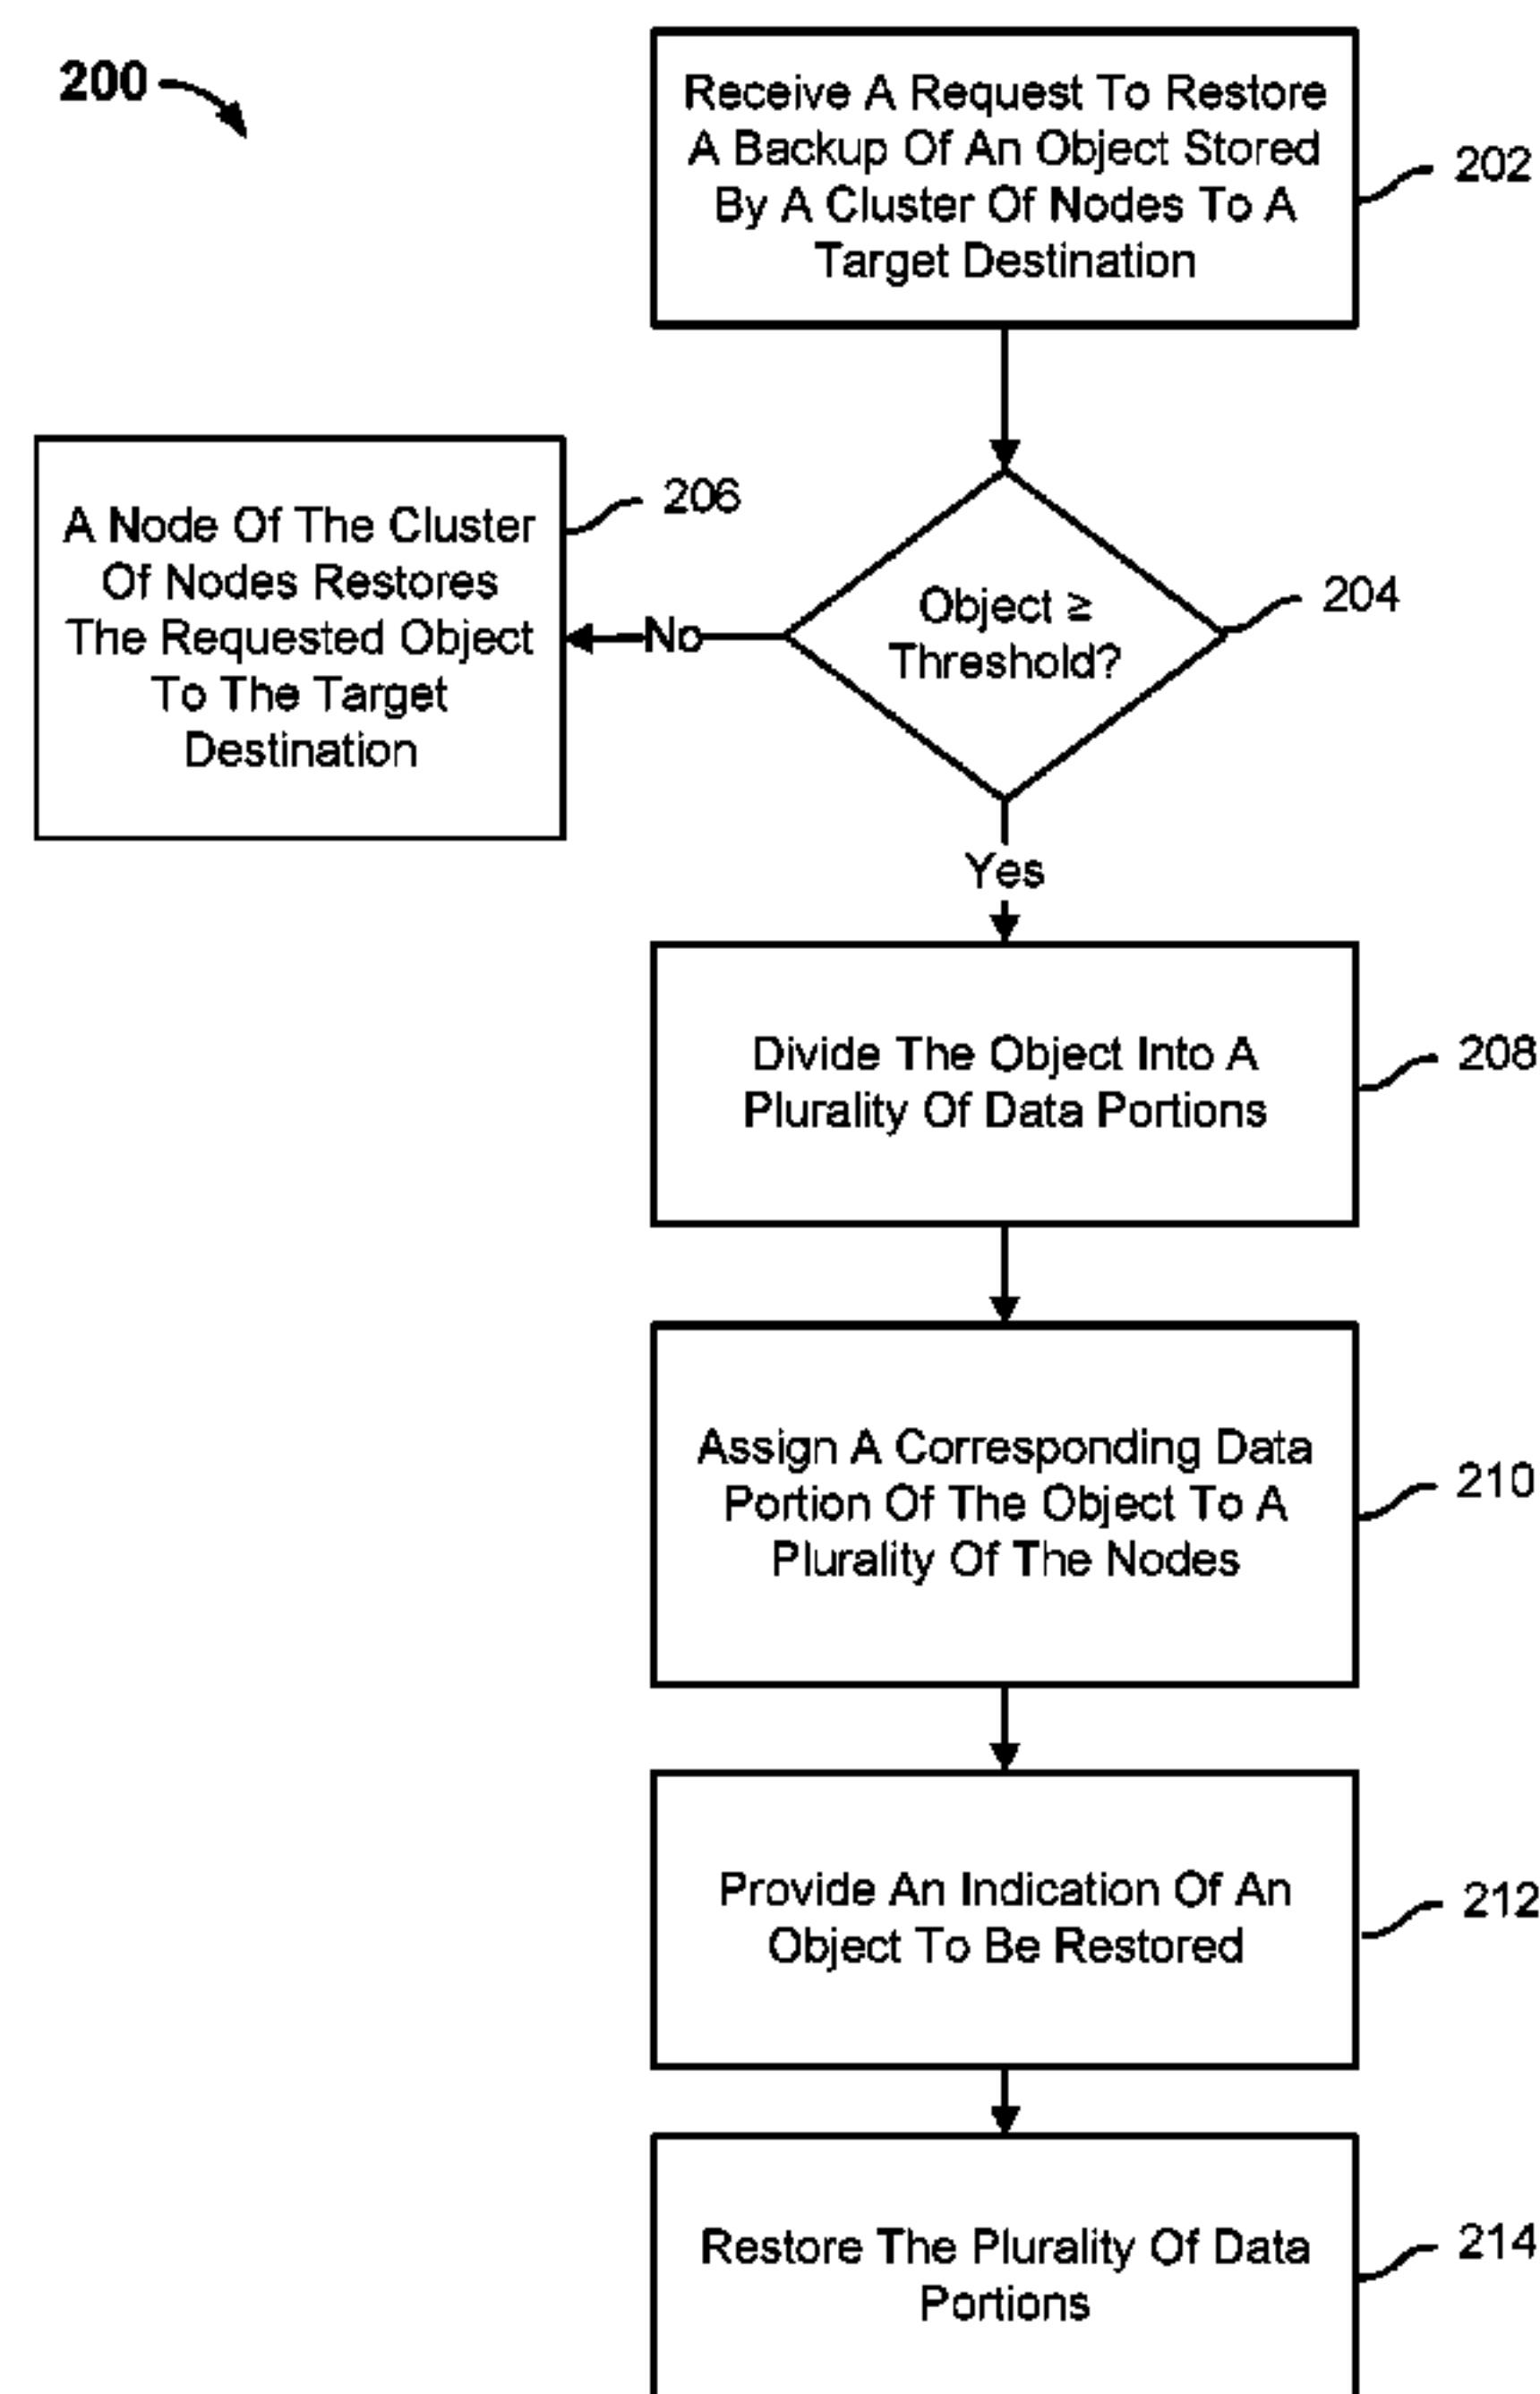 200
Receive A Request To Restore
A Backup Of An Object Stored
By A Cluster Of Nodes To A
Target Destination
202
A Node Of The Cluster
Of Nodes Restores
The Requested Object
To The Target
Destination
206
No
Object ≥
Threshold?
204
Yes
Divide The Object Into A
Plurality Of Data Portions
208
Assign A Corresponding Data
Portion Of The Object To A
Plurality Of The Nodes
210
Provide An Indication Of An
Object To Be Restored
212
Restore The Plurality Of Data
Portions
214